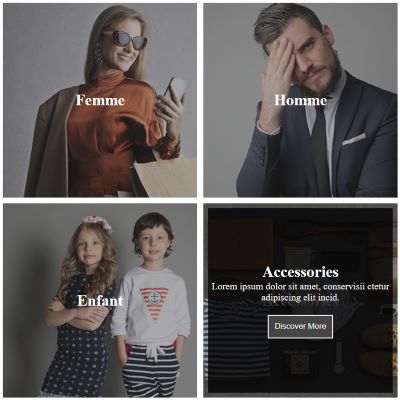 Femme
Homme
Enfant
Accessories
Lorem ipsum dolor sit amet, conservisii ctetur
adipiscing elit incid.
Discover More